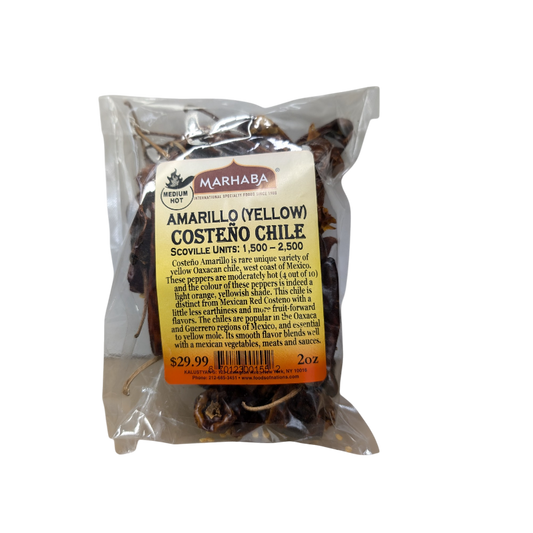 MEDIUM
HOT
MARHABA®
INTERNATIONAL SPECIALTY FOODS SINCE
AMARILLO (YELLOW)
COSTEÑO CHILE
SCOVILLE UNITS: 1,500 – 2,500
Costeño Amarillo is rare unique variety of
yellow Oaxacan chile, west coast of Mexico.
These peppers are moderately hot (4 out of 10)
and the colour of these peppers is indeed a
light orange, yellowish shade. This chile is
distinct from Mexican Red Costeno with a
little less earthiness and more fruit-forward
flavors. The chiles are popular in the Oaxaca
and Guerrero regions of Mexico, and essential
to yellow mole. Its smooth flavor blends well
with a mexican vegetables, meats and sauces.
$29.99
2oz